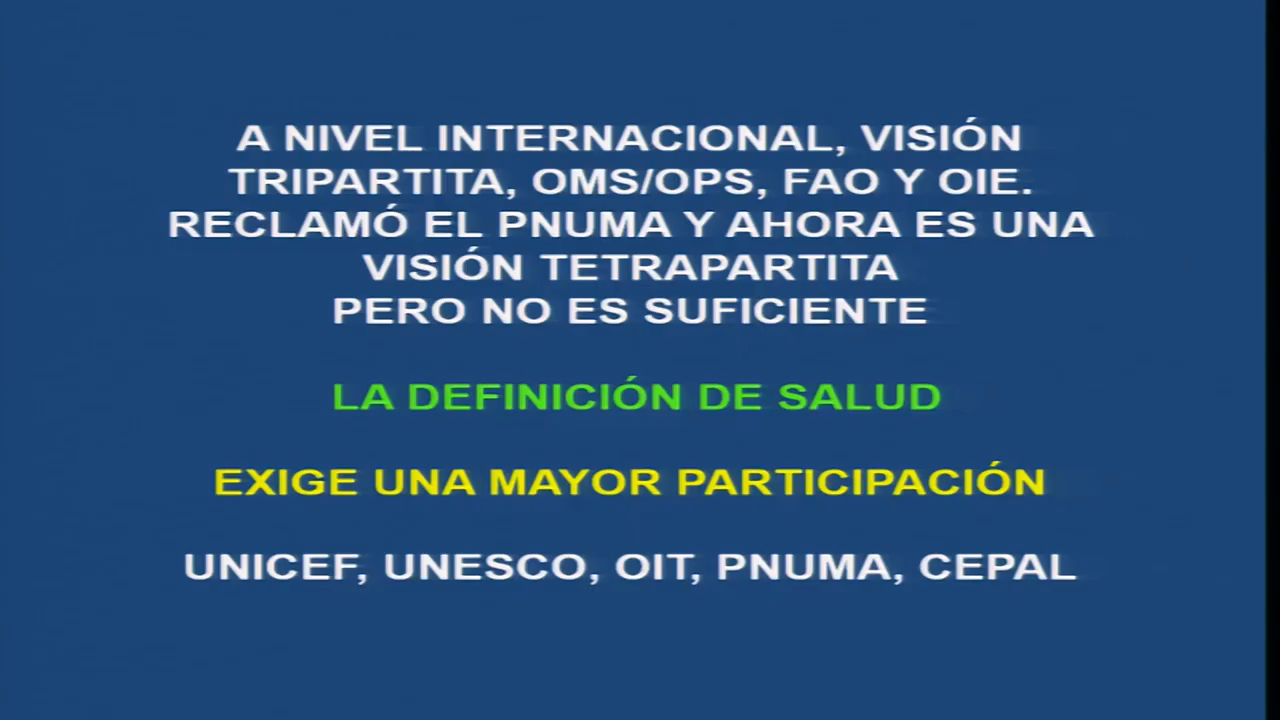 A NIVEL INTERNACIONAL, VISIÓN
TRIPARTITA, OMS/OPS, FAO Y OIE.
RECLAMÓ EL PNUMA Y AHORA ES UNA
VISIÓN TETRAPARTITA
PERO NO ES SUFICIENTE
LA DEFINICIÓN DE SALUD
EXIGE UNA MAYOR PARTICIPACIÓN
UNICEF, UNESCO, OIT, PNUMA, CEPAL